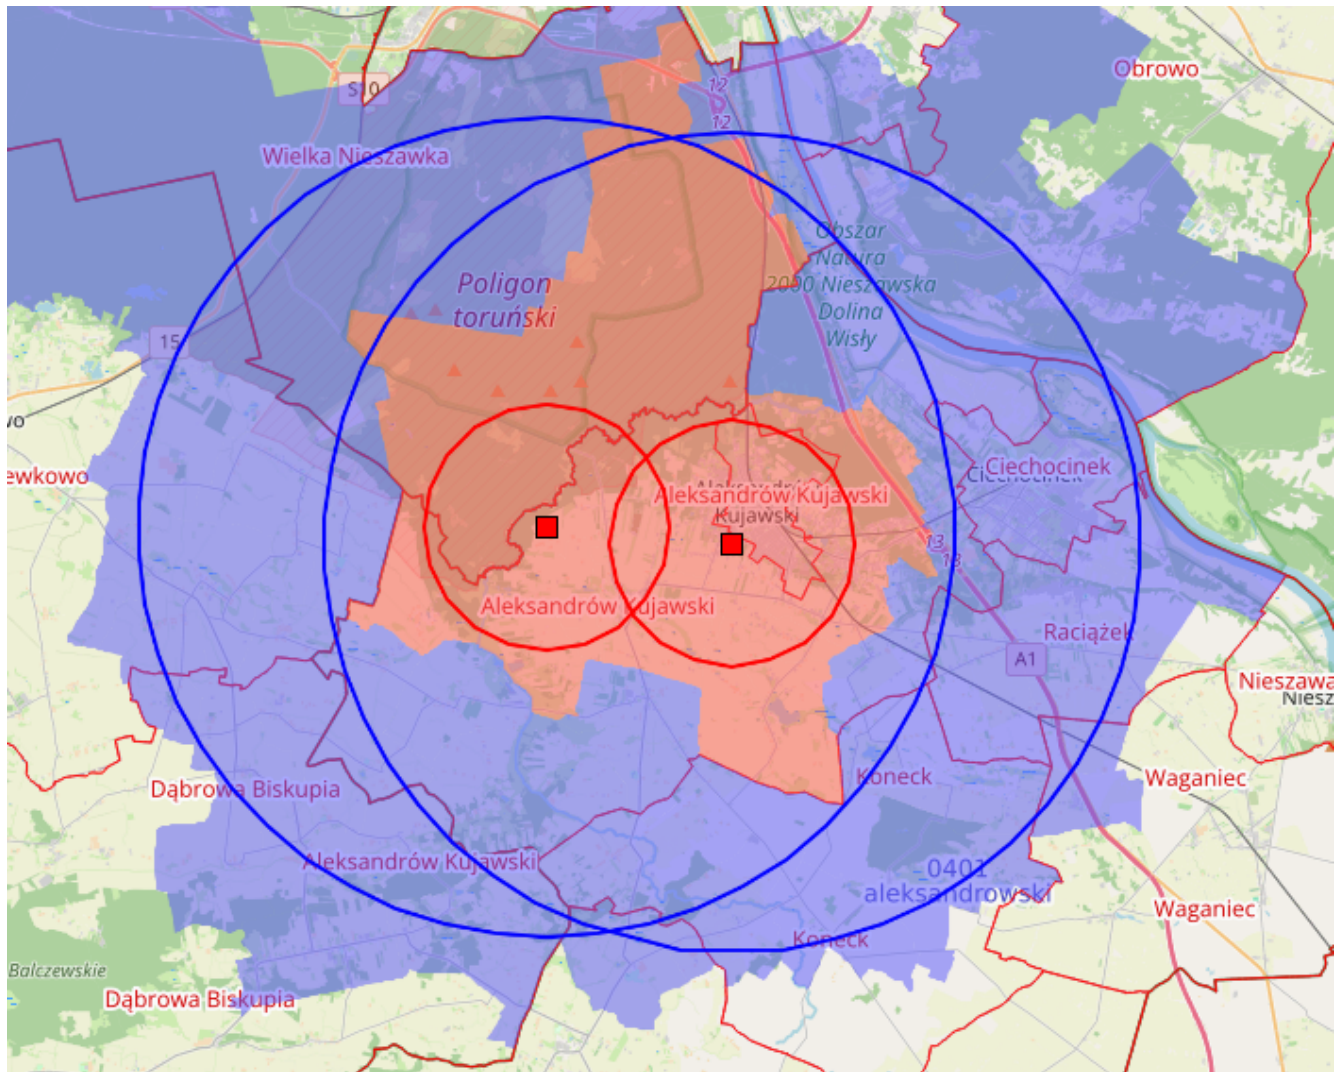 Obrowo
S10
12
12
Wielka Nieszawka
Obszar
Natura
2000 Nieszawska
Dolina
Wisły
Poligon
toruński
15
ewkowo
Ciechocinek
Ciechocinek
Aleksandrów Kujawski
Kujawski
13
13
Aleksandrów Kujawski
Raciążek
A1
Nieszawa
Niesz
Koneck
Waganiec
Dąbrowa Biskupia
Aleksandrów Kujawski
0401
aleksandrowski
Waganiec
Koneck
Balczewskie
Dąbrowa Biskupia